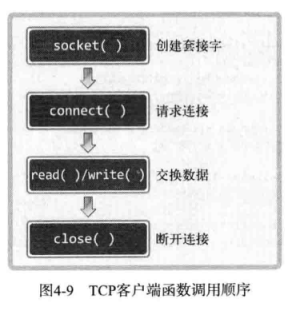 socket( ) 创建套接字
connect( ) 请求连接
read( )/write( ) 交换数据
close( ) 断开连接
图4-9 TCP客户端函数调用顺序